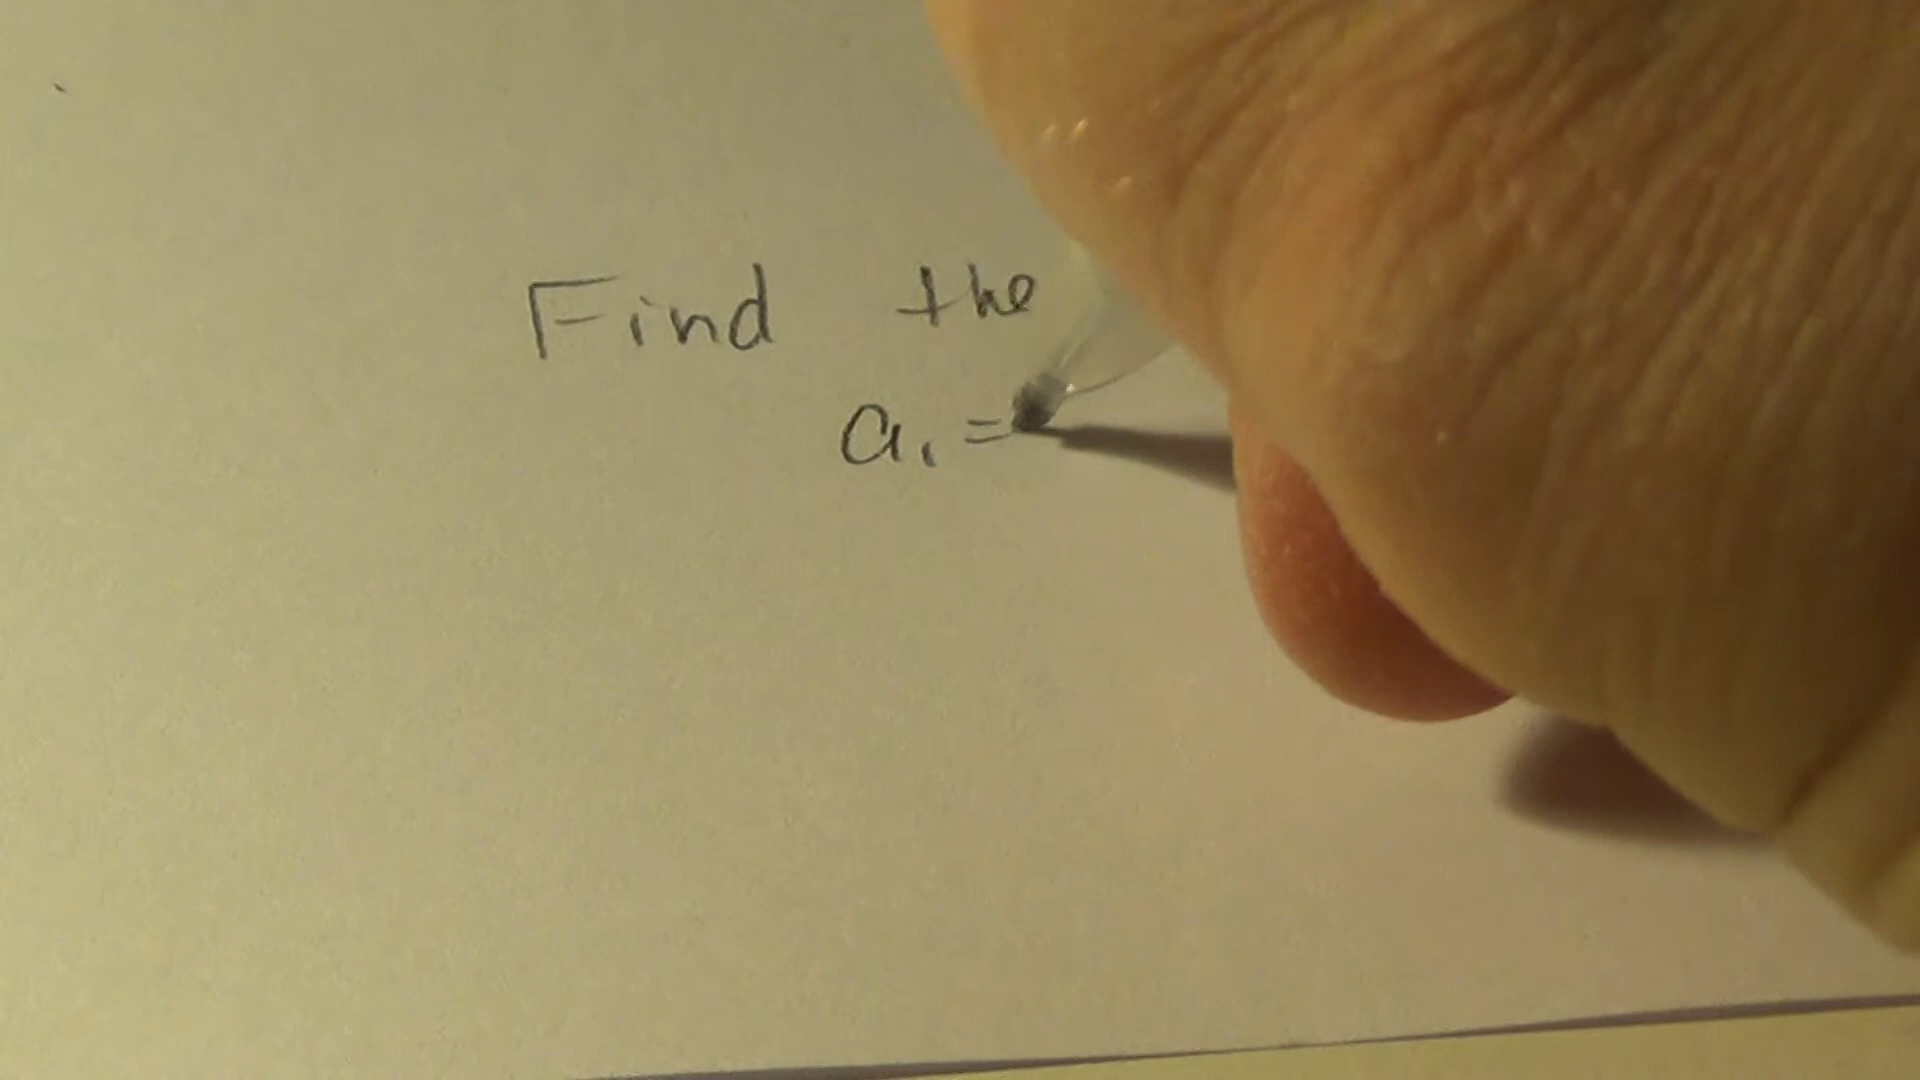 Find the
a₁ =